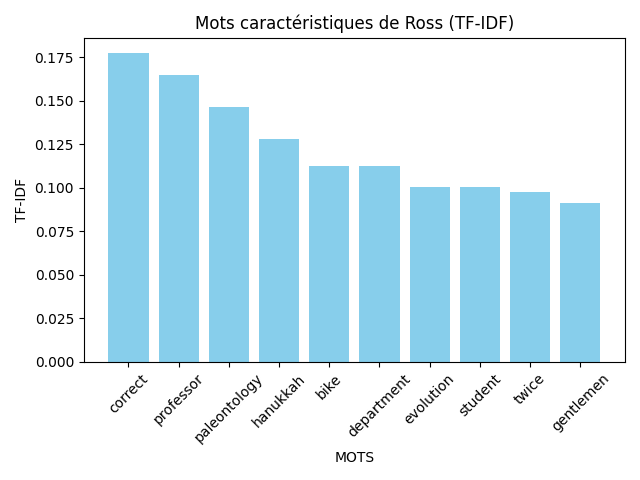 Mots caractéristiques de Ross (TF-IDF)
TF-IDF
0.175
0.150
0.125
0.100
0.075
0.050
0.025
0.000
correct
professor
paleontology
hanukkah
bike
department
evolution
student
twice
gentlemen
MOTS